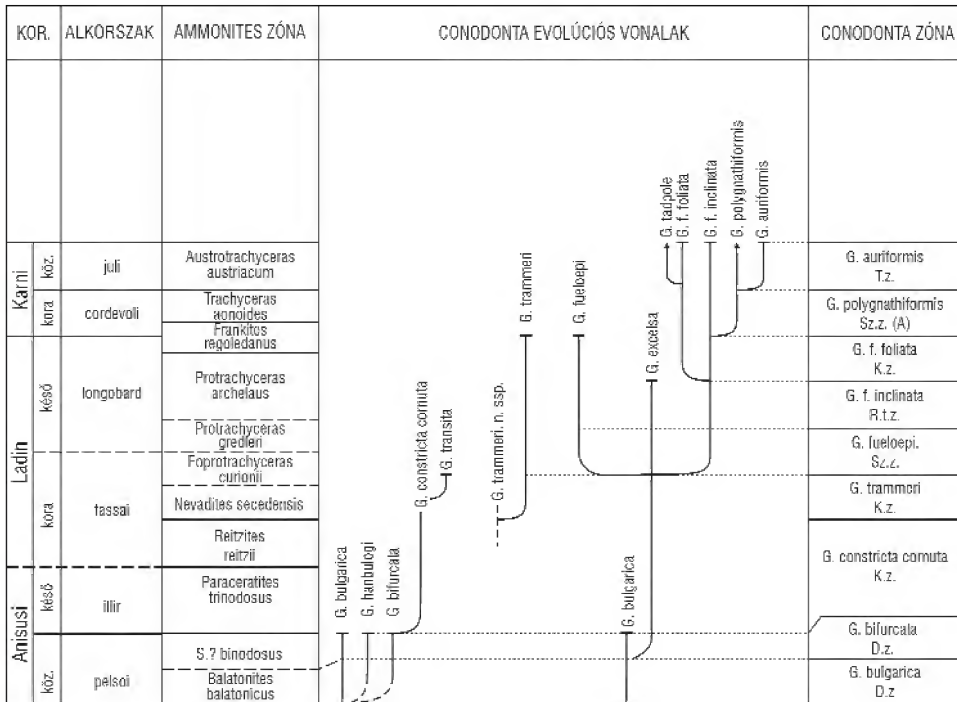 KOR. ALKORSZAK AMMONITES ZÓNA CONODONTA EVOLÚCIÓS VONALAK CONODONTA ZÓNA
Karni
köz.
kora
juli
cordevoli
Ladin
késő
kora
longobard
fassai
Anisusi
késő
köz.
illir
pelsoi
Austrotrachyceras
austriacum
Trachyceras
aonoides
Frankites
regoledanus
Protrachyceras
archelaus
Protrachyceras
gredleri
Eoprotrachyceras
curionii
Nevadites secedensis
Reitzites
reitzii
Paraceratites
trinodosus
S.? binodosus
Balatonites
balatonicus
G. bulgarica
G. hanbulogi
G. bifurcata
G. constricta cornuta
G. transita
G. trammeri. n. ssp.
G. trammeri
G. fueloepi
G. bulgarica
G. excelsa
G. tadpole
G. f. foliata
G. f. inclinata
G. polygnathiformis
G. auriformis
G. auriformis
T.z.
G. polygnathiformis
Sz.z. (A)
G. f. foliata
K.z.
G. f. inclinata
R.t.z.
G. fueloepi.
Sz.z.
G. trammeri
K.z.
G. constricta cornuta
K.z.
G. bifurcata
D.z.
G. bulgarica
D.z